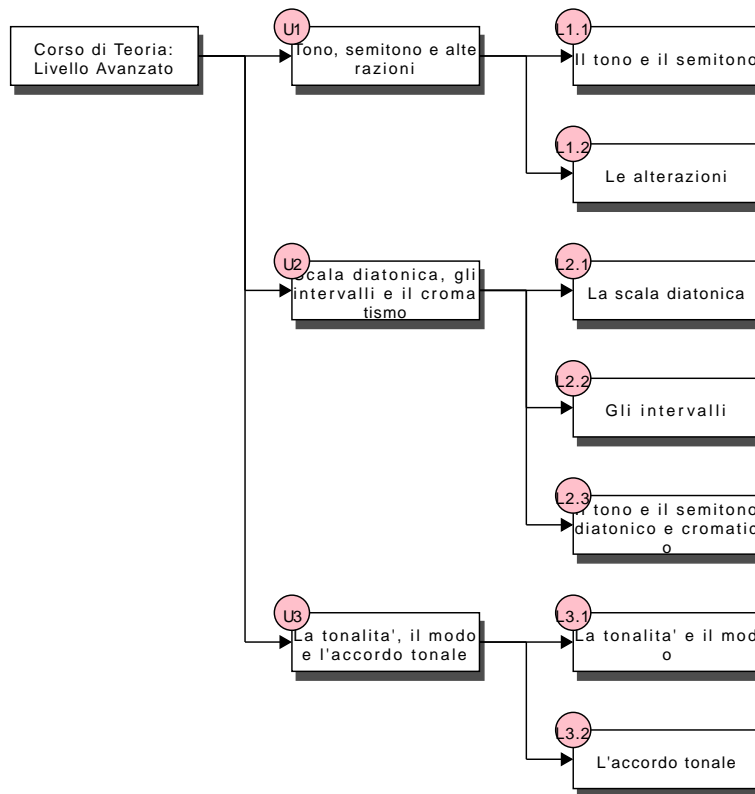 Corso di Teoria:
Livello Avanzato
U1
Tono, semitono e alte
razioni
L1.1
Il tono e il semitono
L1.2
Le alterazioni
U2
Scala diatonica, gli
intervalli e il croma
tismo
L2.1
La scala diatonica
L2.2
Gli intervalli
L2.3
Il tono e il semitono
diatonico e cromatic
o
U3
La tonalita', il modo
e l'accordo tonale
L3.1
La tonalita' e il mod
o
L3.2
L'accordo tonale